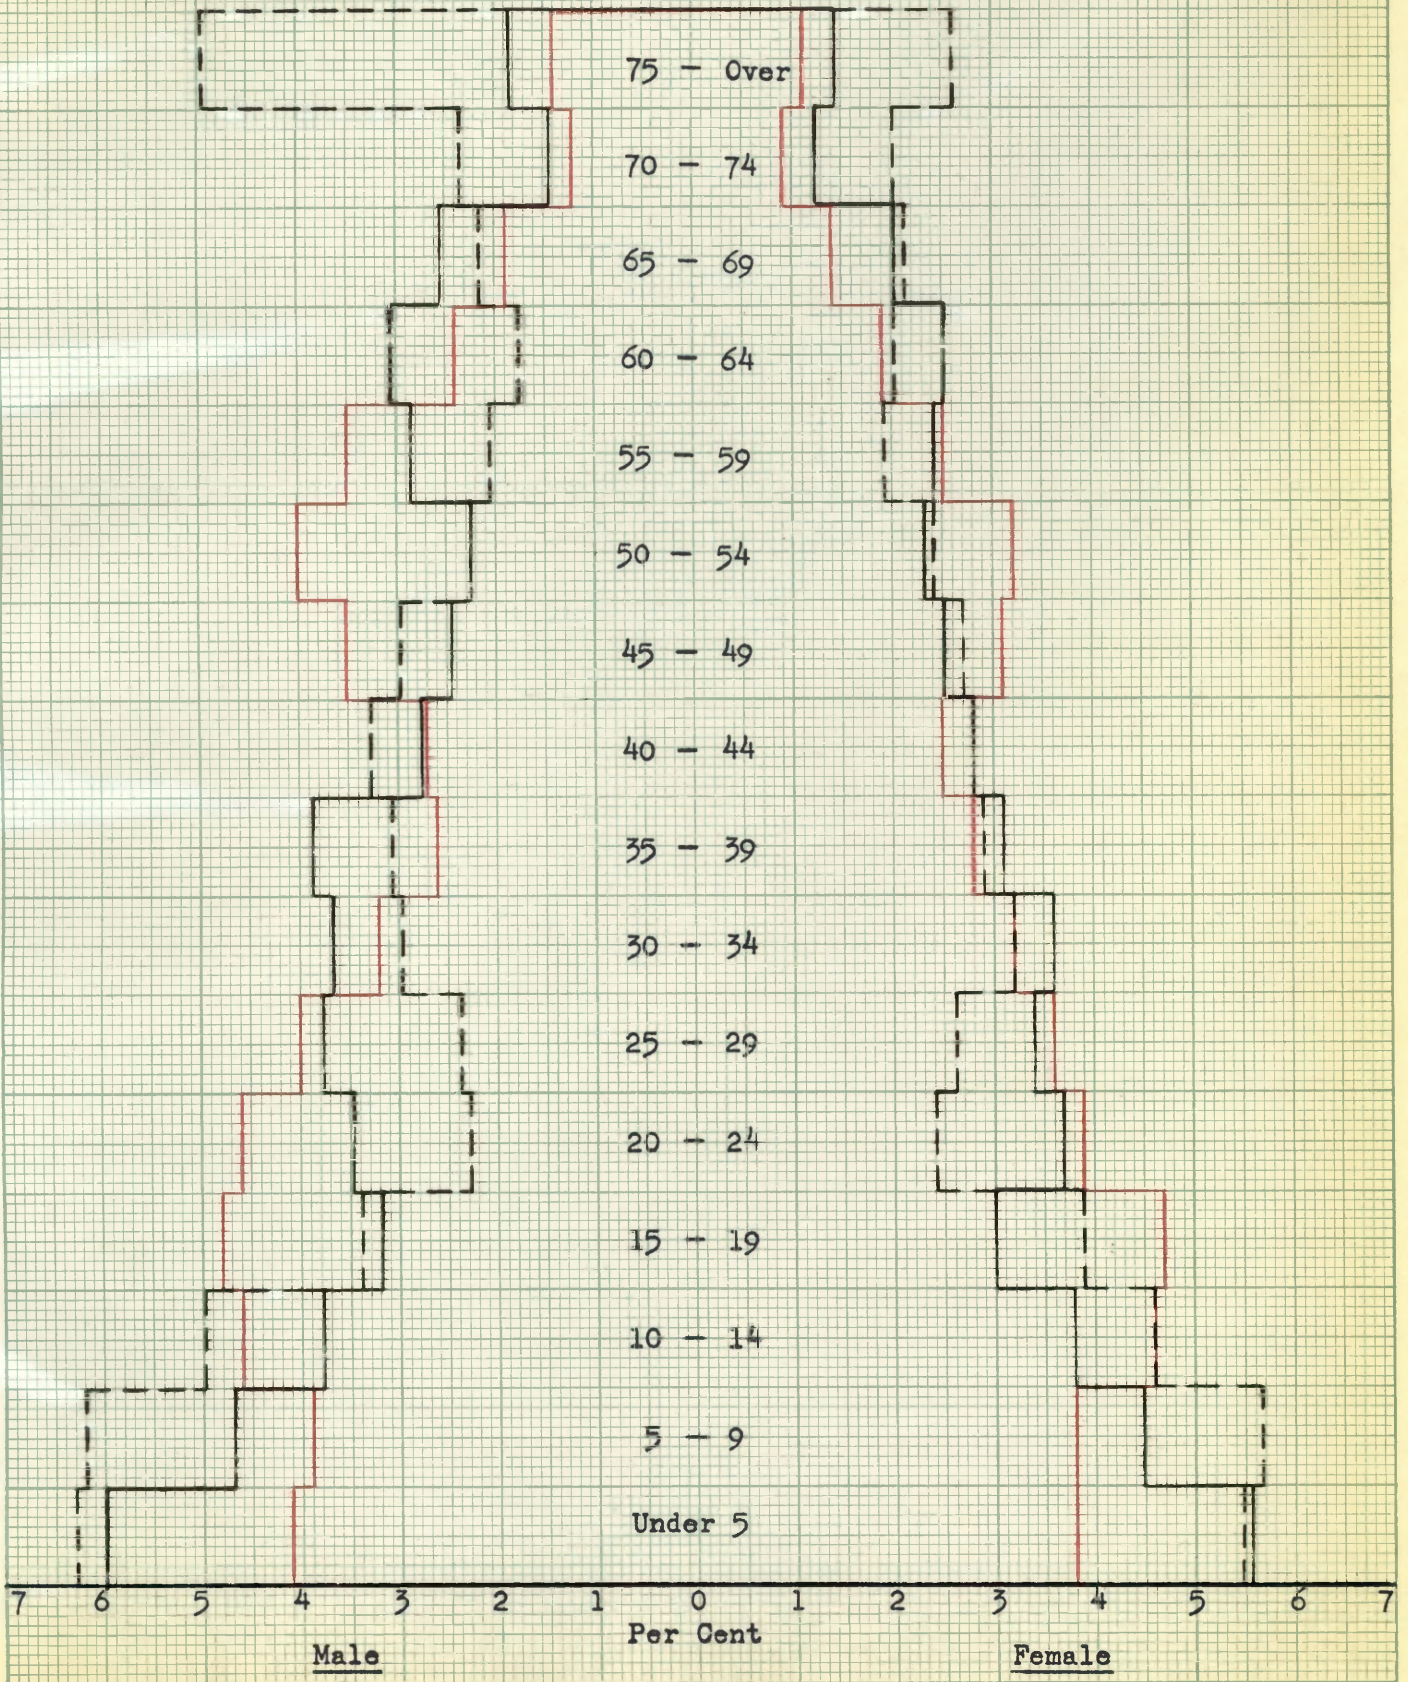 75 — Over
70 — 74
65 — 69
60 — 64
55 — 59
50 — 54
45 — 49
40 — 44
35 — 39
30 — 34
25 — 29
20 — 24
15 — 19
10 — 14
5 — 9
Under 5
7 6 5 4 3 2 1 0 1 2 3 4 5 6 7
Per Cent
Male Female